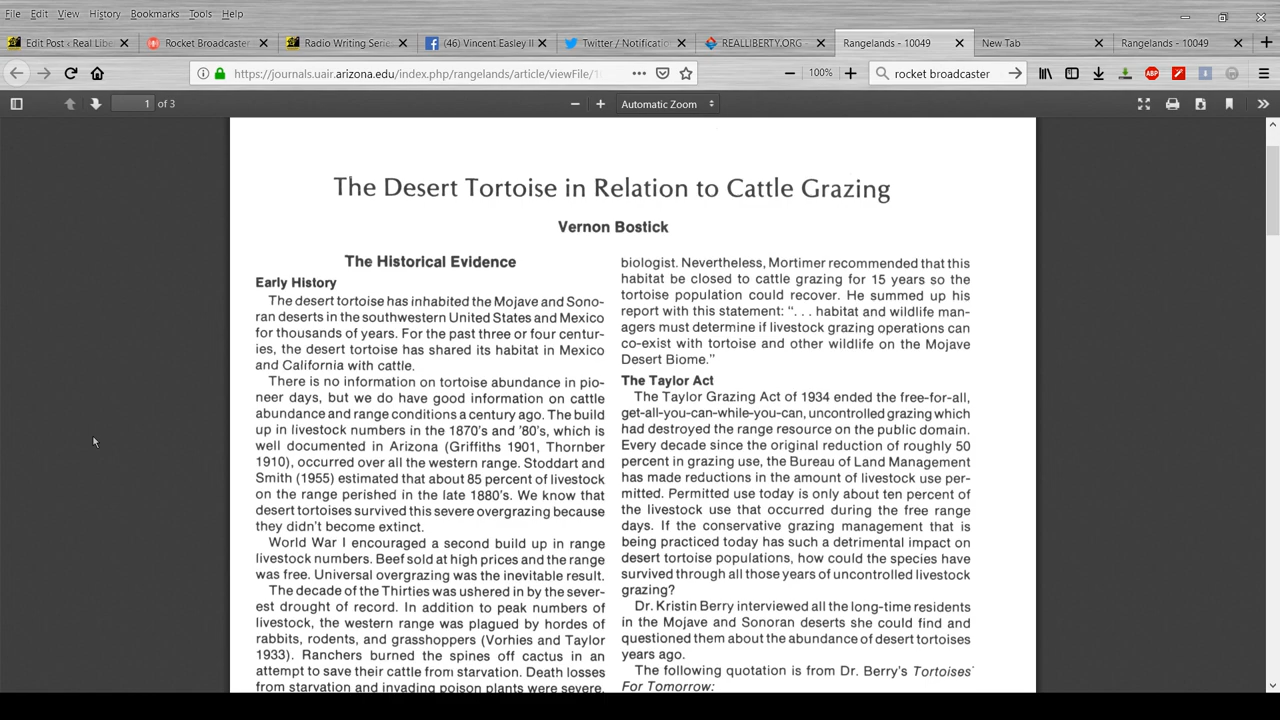 File Edit View History Bookmarks Tools Help
Edit Post - Real Libe
Rocket Broadcaster
Radio Writing Serie
(46) Vincent Easley II
Twitter / Notificatio
REALLIBERTY.ORG -
Rangelands - 10049
New Tab
Rangelands - 10049
https://journals.uair.arizona.edu/index.php/rangelands/article/viewFile/1
100%
rocket broadcaster
ABP
1 of 3
Automatic Zoom
The Desert Tortoise in Relation to Cattle Grazing
Vernon Bostick
The Historical Evidence
Early History
The desert tortoise has inhabited the Mojave and Sono-
ran deserts in the southwestern United States and Mexico
for thousands of years. For the past three or four centur-
ies, the desert tortoise has shared its habitat in Mexico
and California with cattle.
There is no information on tortoise abundance in pio-
neer days, but we do have good information on cattle
abundance and range conditions a century ago. The build
up in livestock numbers in the 1870's and '80's, which is
well documented in Arizona (Griffiths 1901, Thornber
1910), occurred over all the western range. Stoddart and
Smith (1955) estimated that about 85 percent of livestock
on the range perished in the late 1880's. We know that
desert tortoises survived this severe overgrazing because
they didn't become extinct.
World War I encouraged a second build up in range
livestock numbers. Beef sold at high prices and the range
was free. Universal overgrazing was the inevitable result.
The decade of the Thirties was ushered in by the sever-
est drought of record. In addition to peak numbers of
livestock, the western range was plagued by hordes of
rabbits, rodents, and grasshoppers (Vorhies and Taylor
1933). Ranchers burned the spines off cactus in an
attempt to save their cattle from starvation. Death losses
from starvation and invading poison plants were severe.
biologist. Nevertheless, Mortimer recommended that this
habitat be closed to cattle grazing for 15 years so the
tortoise population could recover. He summed up his
report with this statement: ". . . habitat and wildlife man-
agers must determine if livestock grazing operations can
co-exist with tortoise and other wildlife on the Mojave
Desert Biome."
The Taylor Act
The Taylor Grazing Act of 1934 ended the free-for-all,
get-all-you-can-while-you-can, uncontrolled grazing which
had destroyed the range resource on the public domain.
Every decade since the original reduction of roughly 50
percent in grazing use, the Bureau of Land Management
has made reductions in the amount of livestock use per-
mitted. Permitted use today is only about ten percent of
the livestock use that occurred during the free range
days. If the conservative grazing management that is
being practiced today has such a detrimental impact on
desert tortoise populations, how could the species have
survived through all those years of uncontrolled livestock
grazing?
Dr. Kristin Berry interviewed all the long-time residents
in the Mojave and Sonoran deserts she could find and
questioned them about the abundance of desert tortoises
years ago.
The following quotation is from Dr. Berry's Tortoises
For Tomorrow: